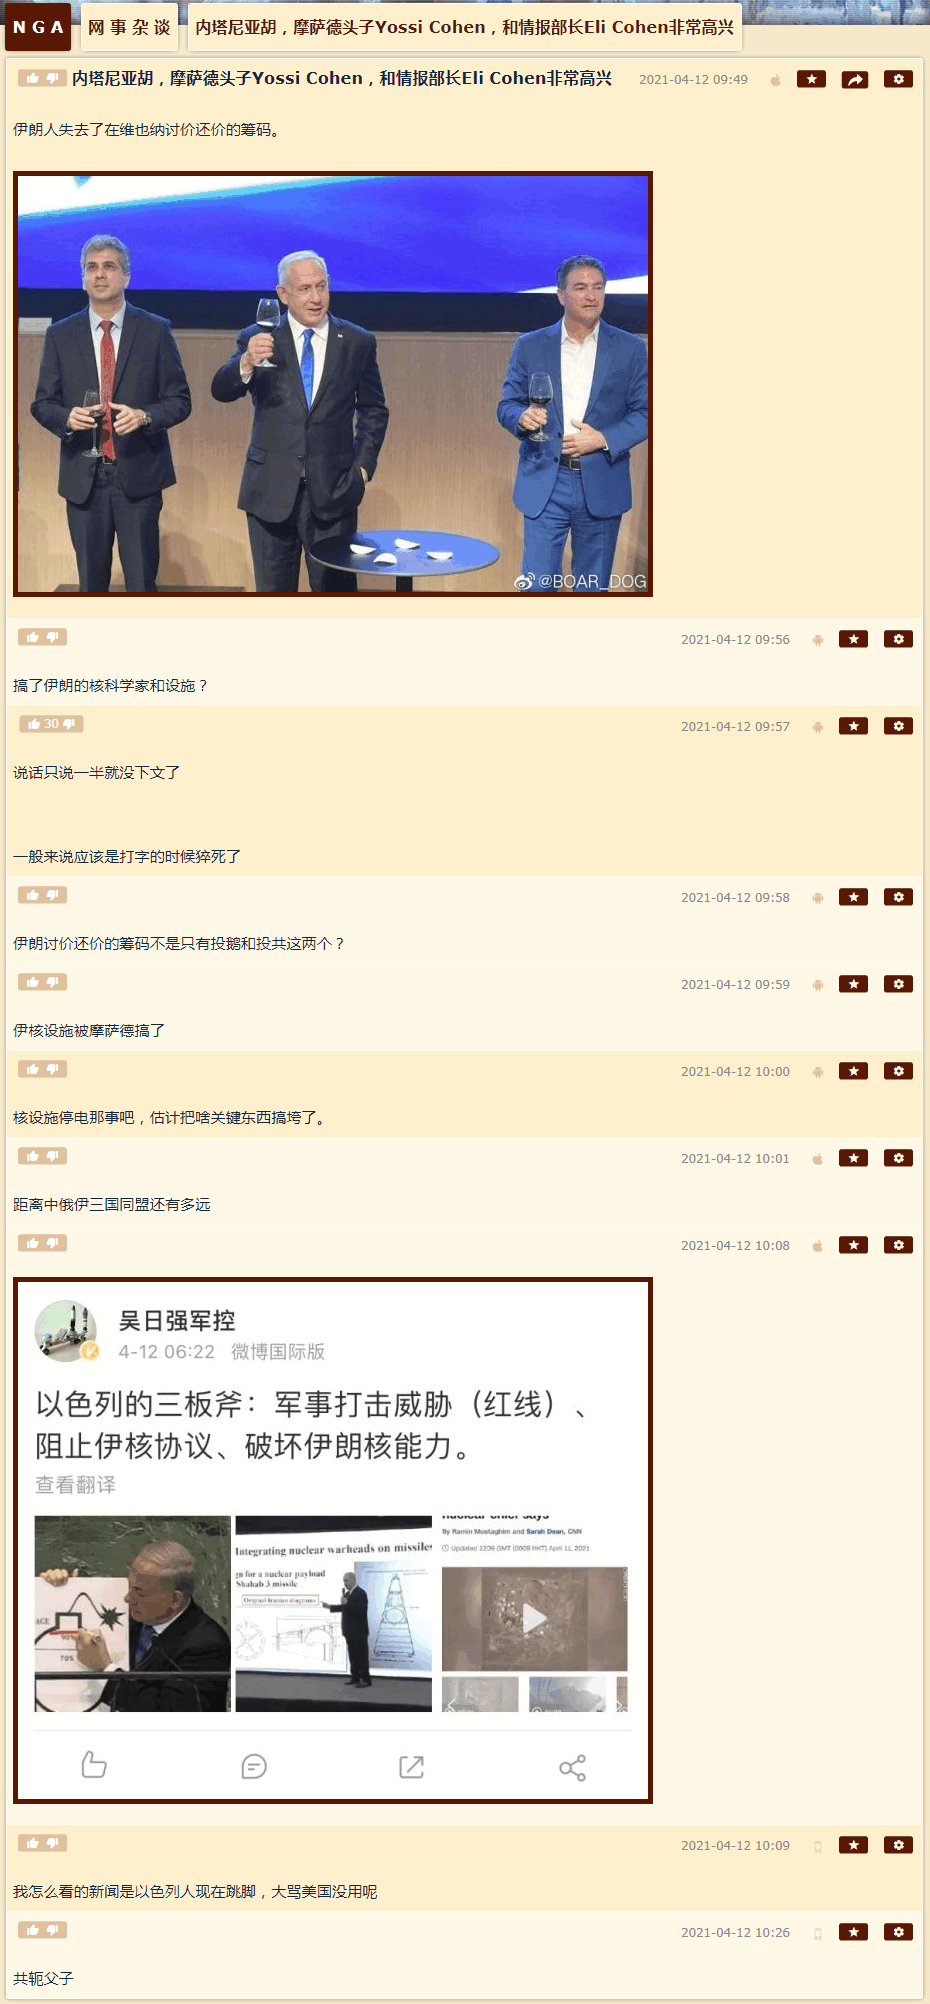 NGA 网事杂谈 内塔尼亚胡，摩萨德头子Yossi Cohen，和情报部长Eli Cohen非常高兴
内塔尼亚胡，摩萨德头子Yossi Cohen，和情报部长Eli Cohen非常高兴 2021-04-12 09:49
伊朗人失去了在维也纳讨价还价的筹码。
@BOAR_DOG
2021-04-12 09:56
搞了伊朗的核科学家和设施？
30 2021-04-12 09:57
说话只说一半就没下文了
一般来说应该是打字的时候猝死了
2021-04-12 09:58
伊朗讨价还价的筹码不是只有投鹅和投共这两个？
2021-04-12 09:59
伊核设施被摩萨德搞了
2021-04-12 10:00
核设施停电那事吧，估计把啥关键东西搞垮了。
2021-04-12 10:01
距离中俄伊三国同盟还有多远
2021-04-12 10:08
吴日强军控
4-12 06:22 微博国际版
以色列的三板斧：军事打击威胁（红线）、
阻止伊核协议、破坏伊朗核能力。
查看翻译
nuclear chief says
By Ramin Mostaghim and Sarah Dean, CNN
Updated 2209 GMT (0609 HKT) April 11, 2021
Integrating nuclear warheads on missiles
gn for a nuclear payload
Shahab 3 missile
Original Iranian diagrams
AGE
90%
70%
2021-04-12 10:09
我怎么看的新闻是以色列人现在跳脚，大骂美国没用呢
2021-04-12 10:26
共轭父子